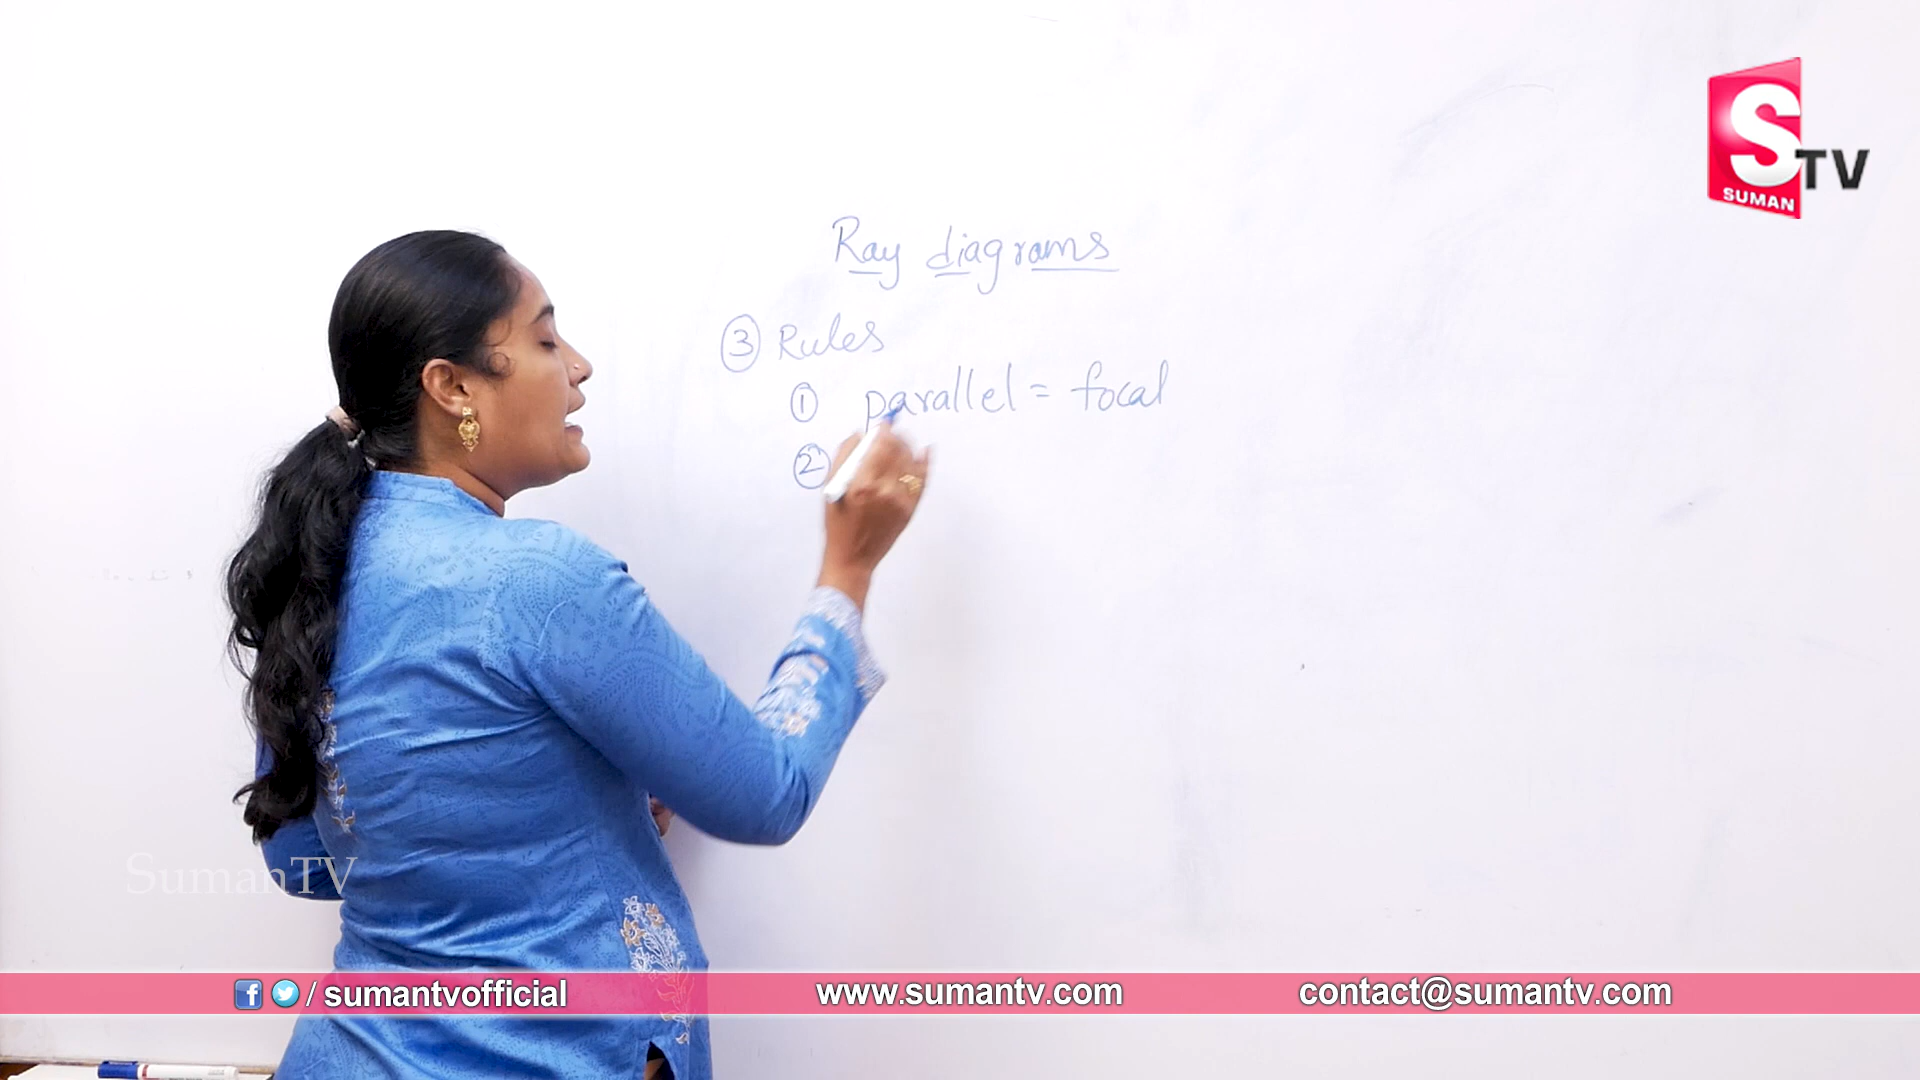 S TV
SUMAN
Ray diagrams
3 Rules
1 parallel = focal
2
SumanTV
/ sumantvofficial
www.sumantv.com
contact@sumantv.com